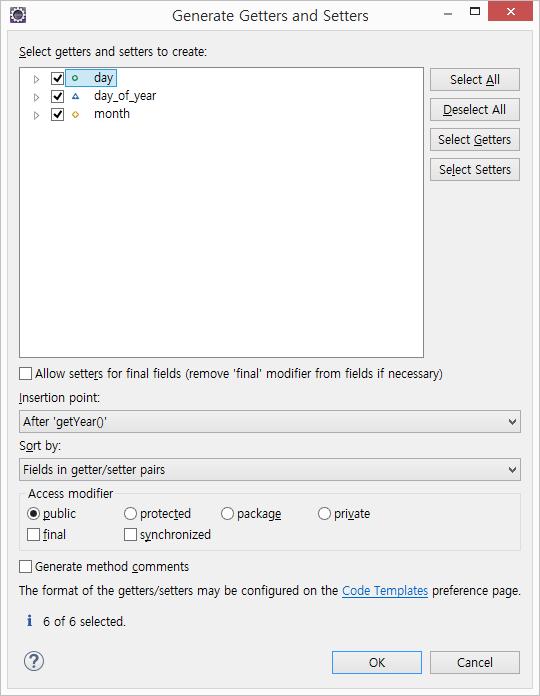 Generate Getters and Setters
Select getters and setters to create:
day
day_of_year
month
Select All
Deselect All
Select Getters
Select Setters
Allow setters for final fields (remove 'final' modifier from fields if necessary)
Insertion point:
After 'getYear()'
Sort by:
Fields in getter/setter pairs
Access modifier
public protected package private
final synchronized
Generate method comments
The format of the getters/setters may be configured on the Code Templates preference page.
i 6 of 6 selected.
? OK Cancel